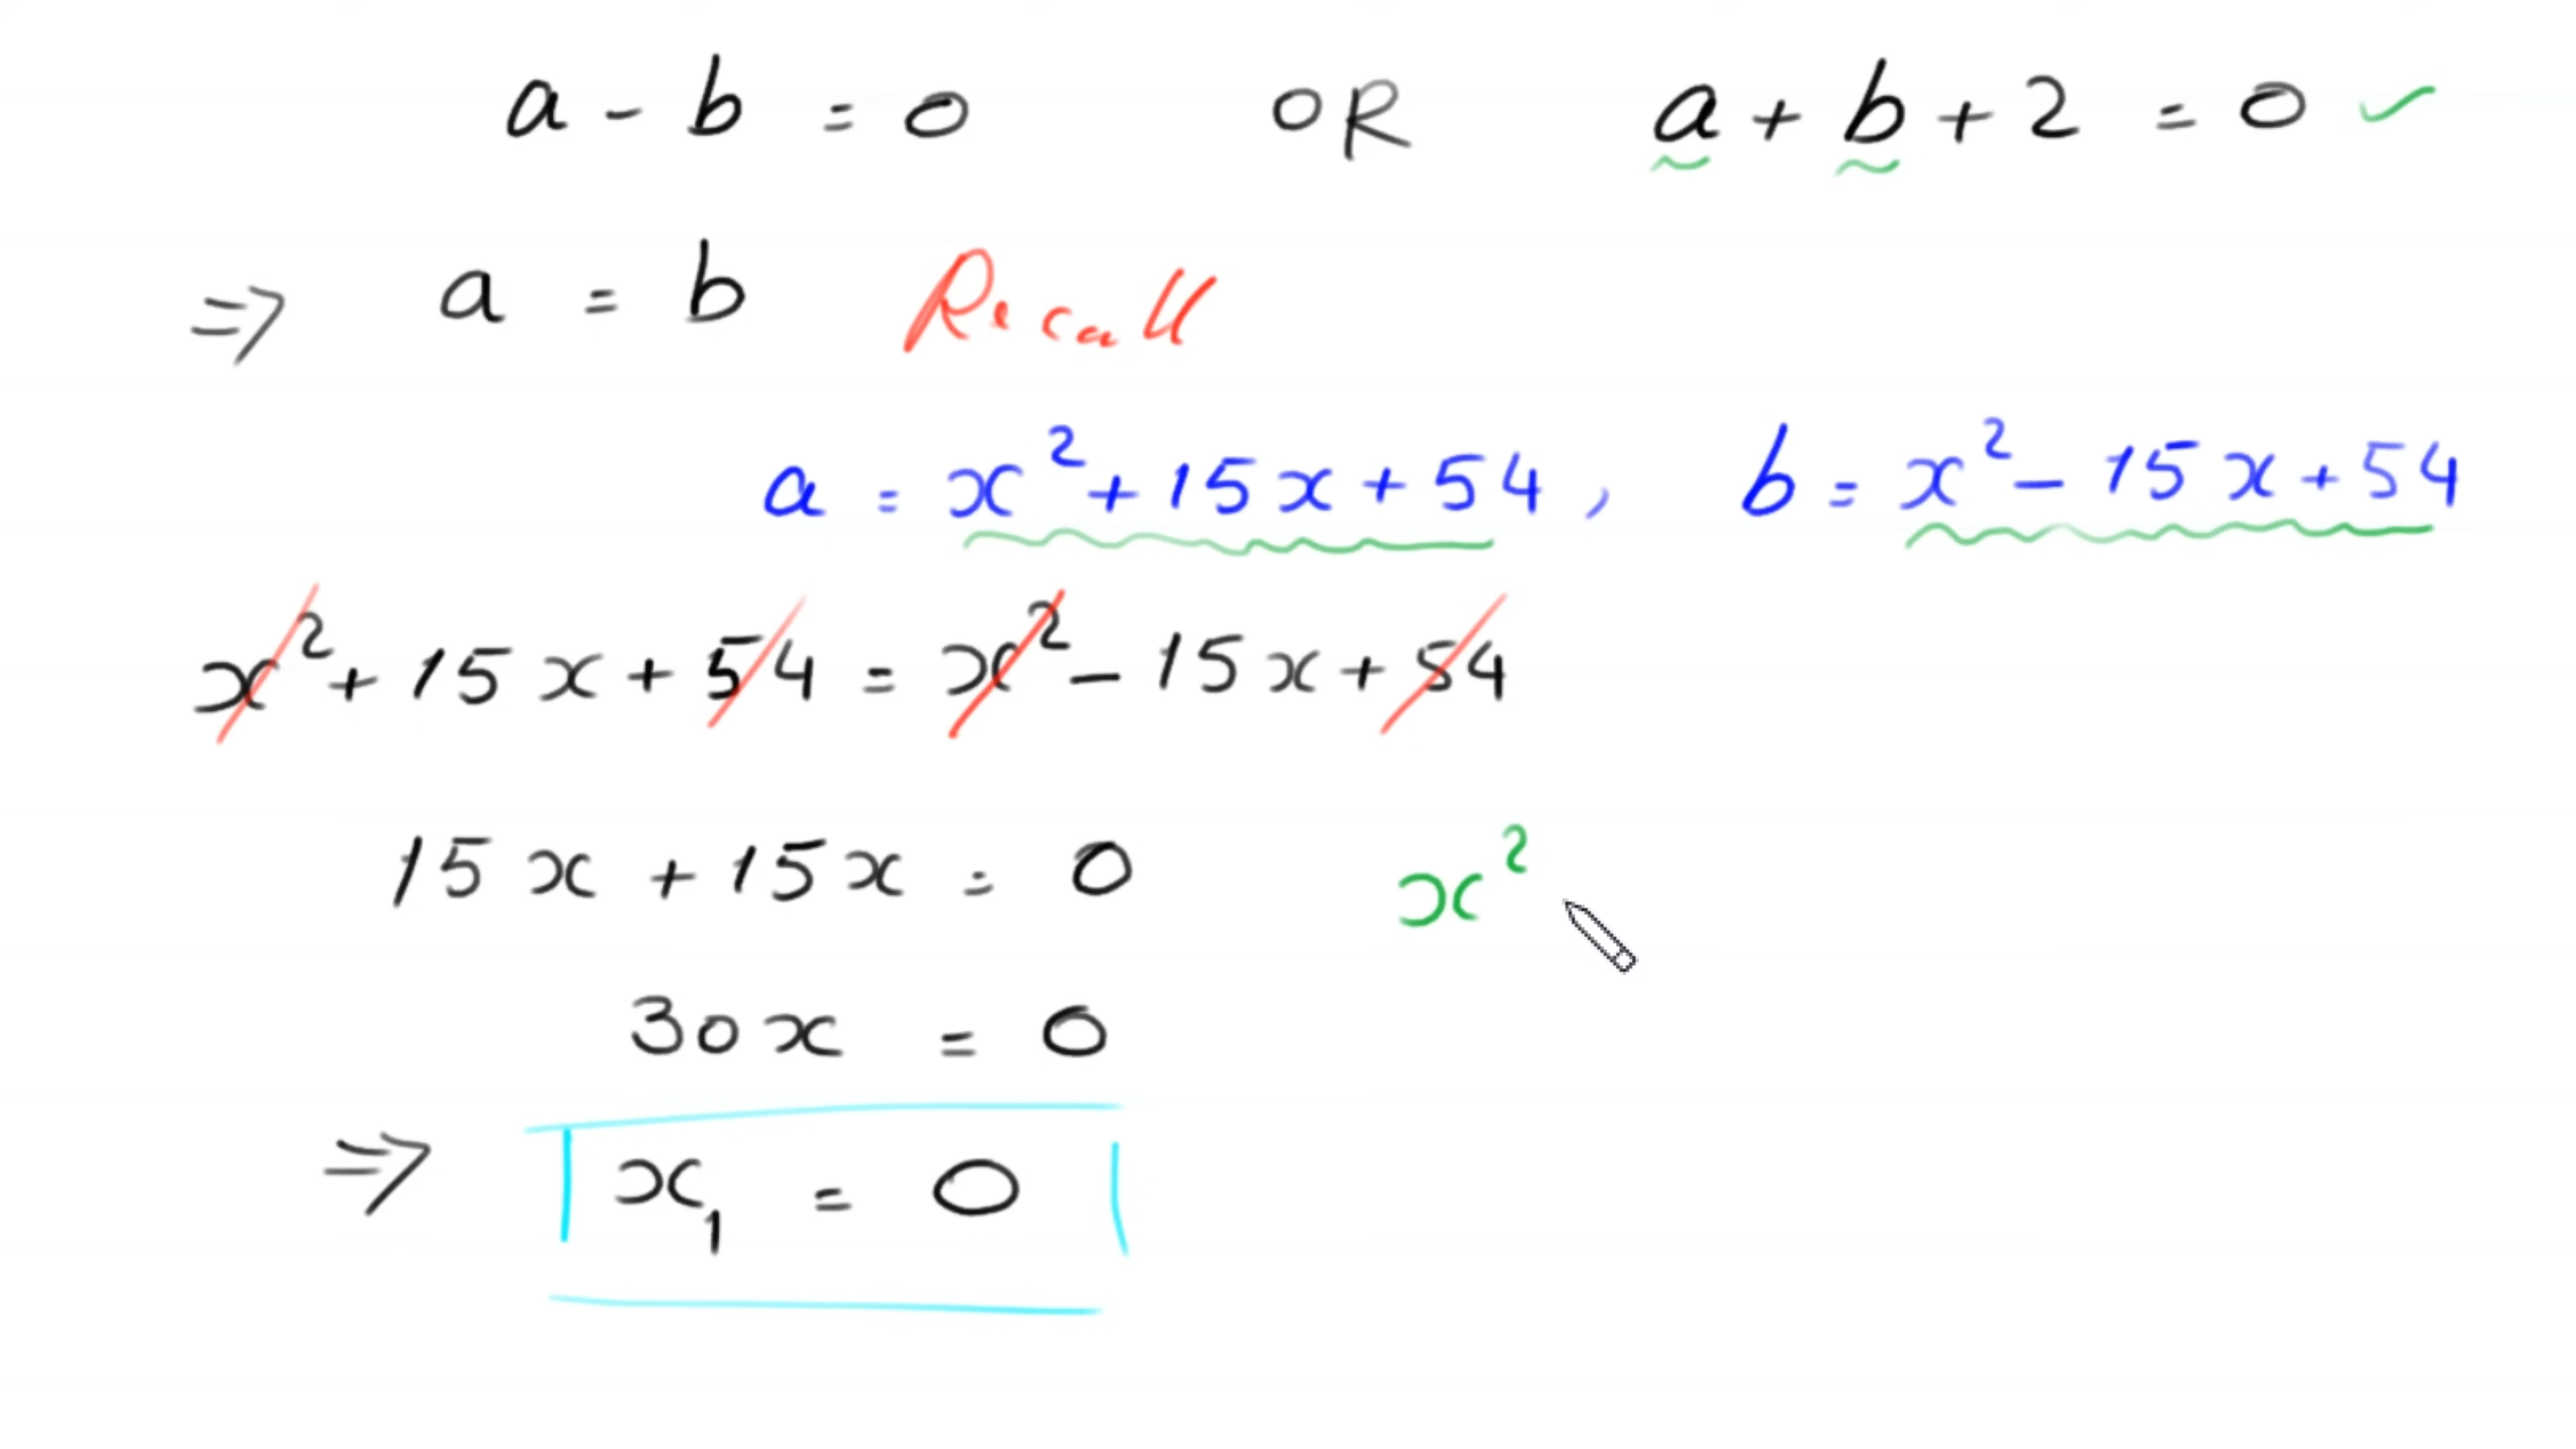 a - b = 0 OR a + b + 2 = 0 ✓
⇒ a = b Recall
a = x² + 15x + 54 , b = x² - 15x + 54
x² + 15x + 54 = x² - 15x + 54
15x + 15x = 0
x²
30x = 0
⇒ x₁ = 0